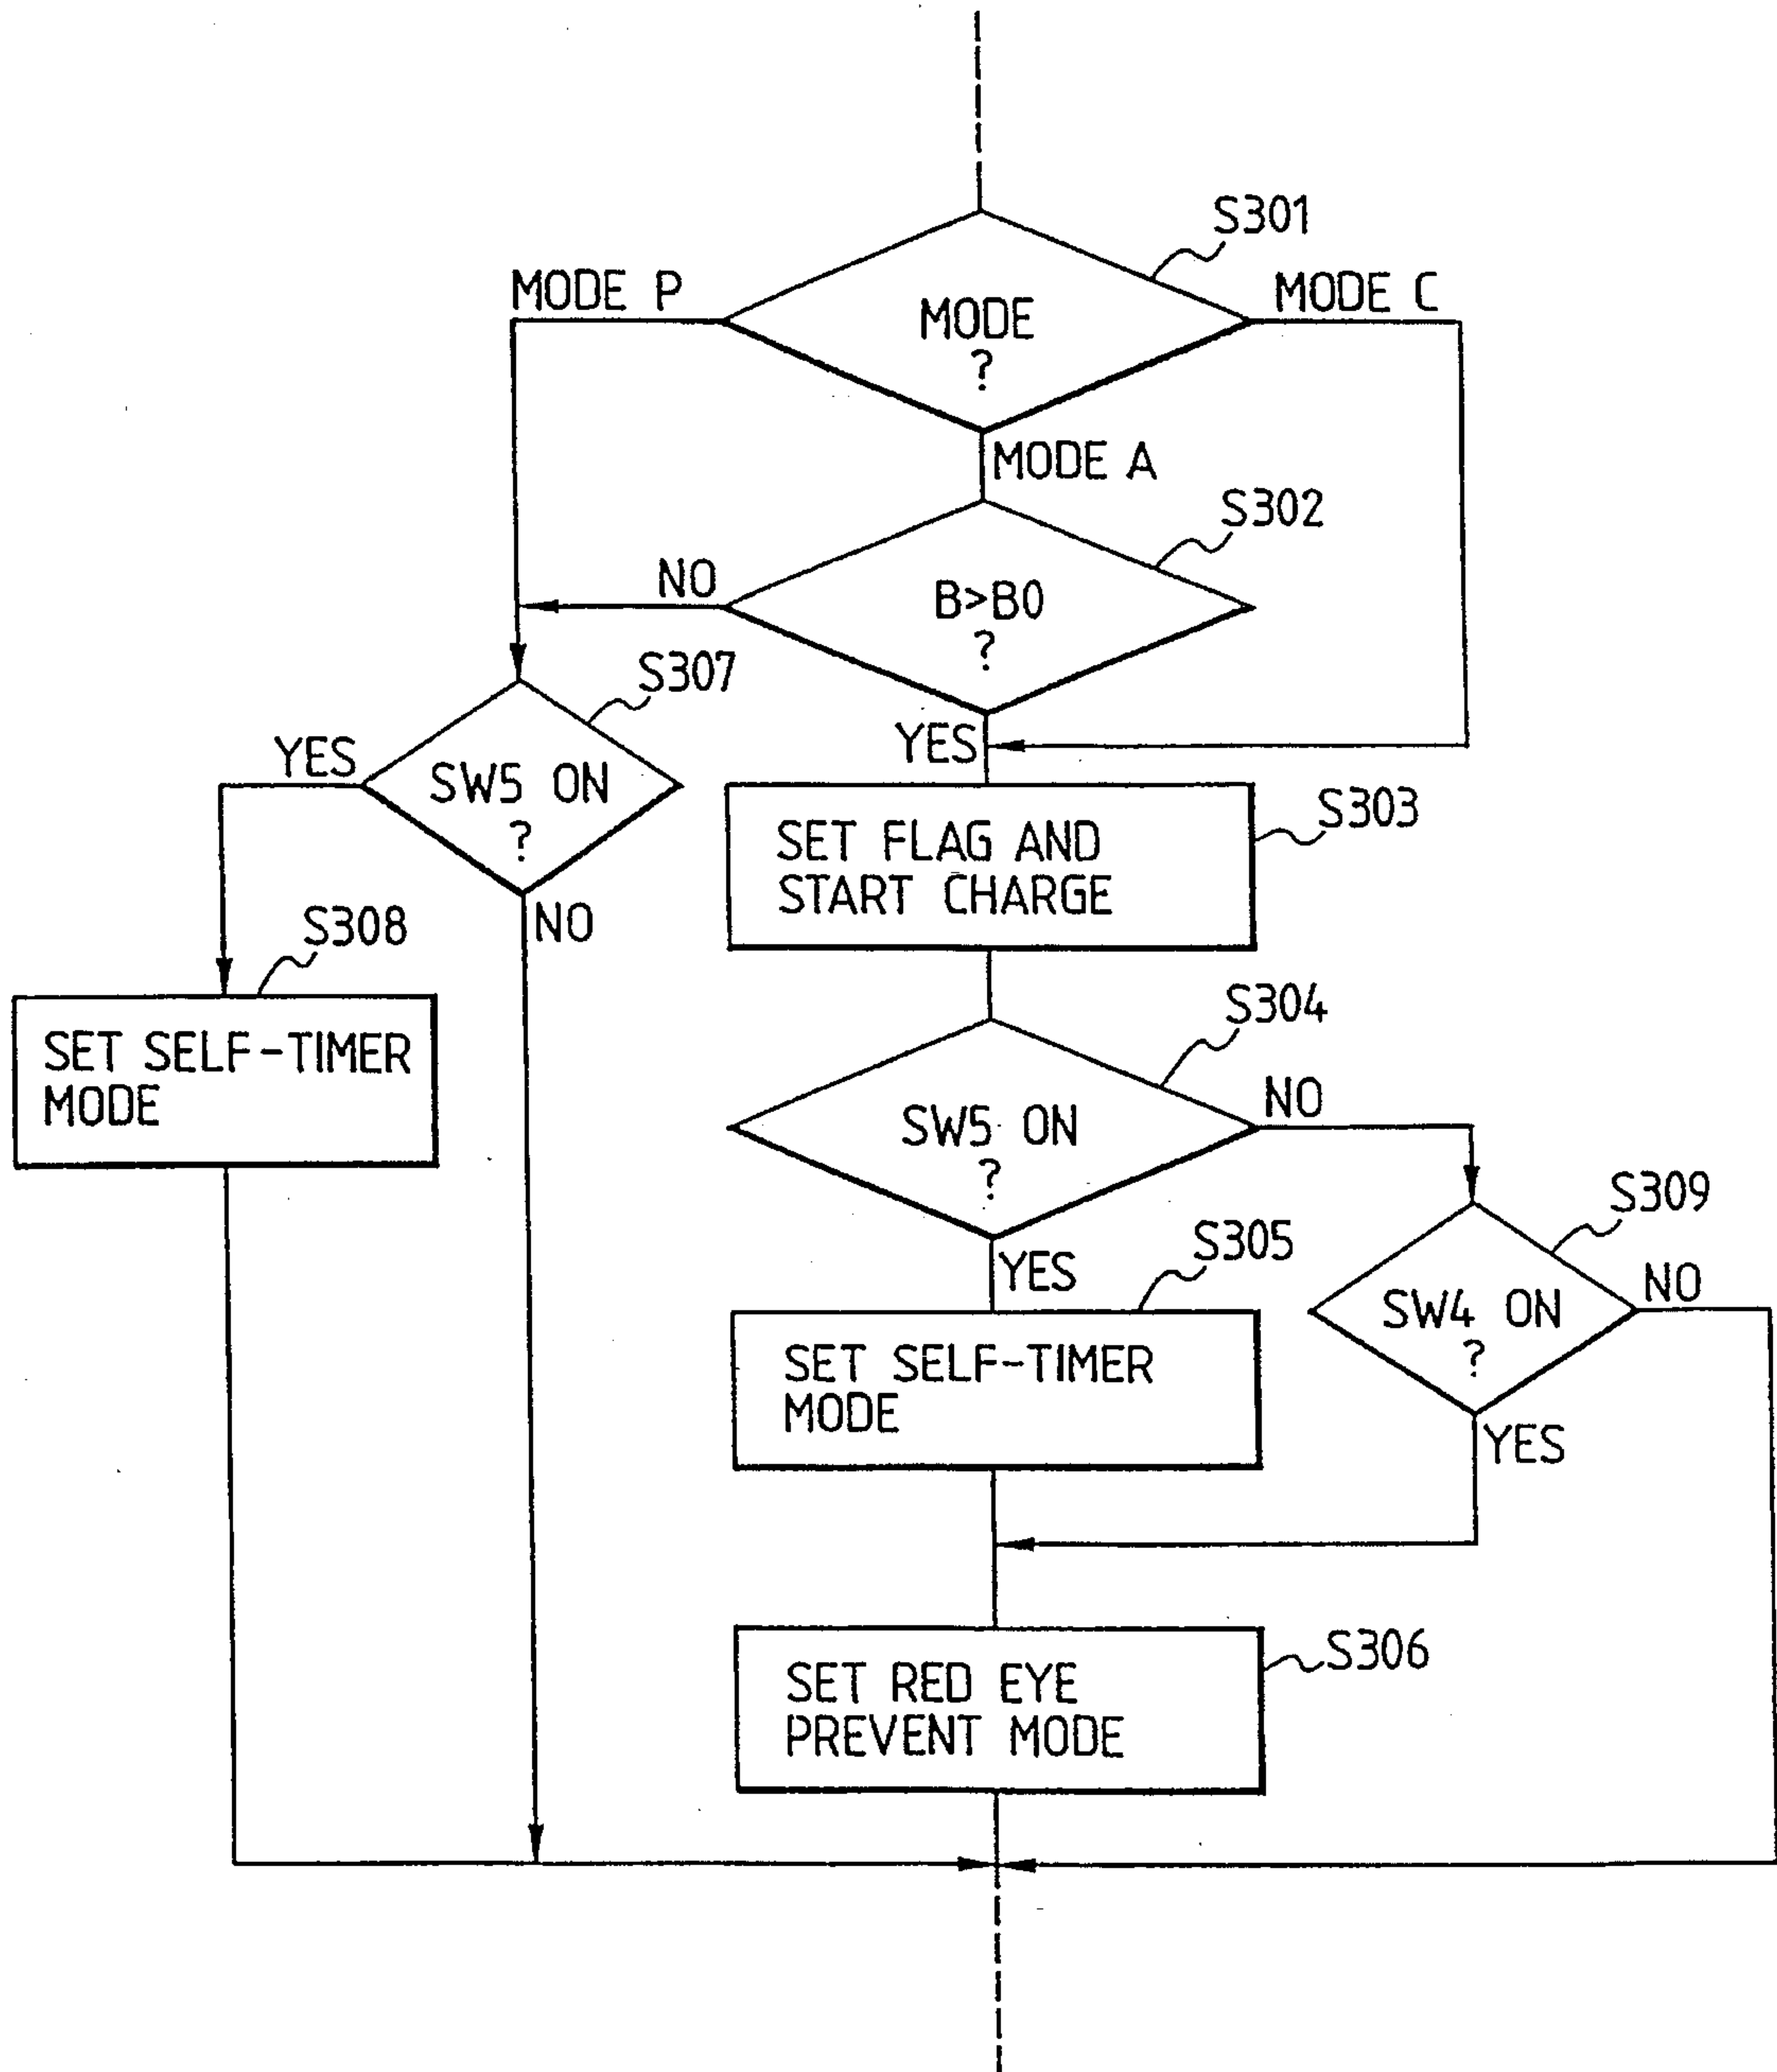 S301
MODE P
MODE C
MODE
?
MODE A
S302
NO
B>B0
?
S307
YES
YES
SW5 ON
?
S303
SET FLAG AND
START CHARGE
NO
S308
SET SELF-TIMER
MODE
S304
NO
SW5 ON
?
S309
YES
S305
NO
SW4 ON
?
SET SELF-TIMER
MODE
YES
S306
SET RED EYE
PREVENT MODE